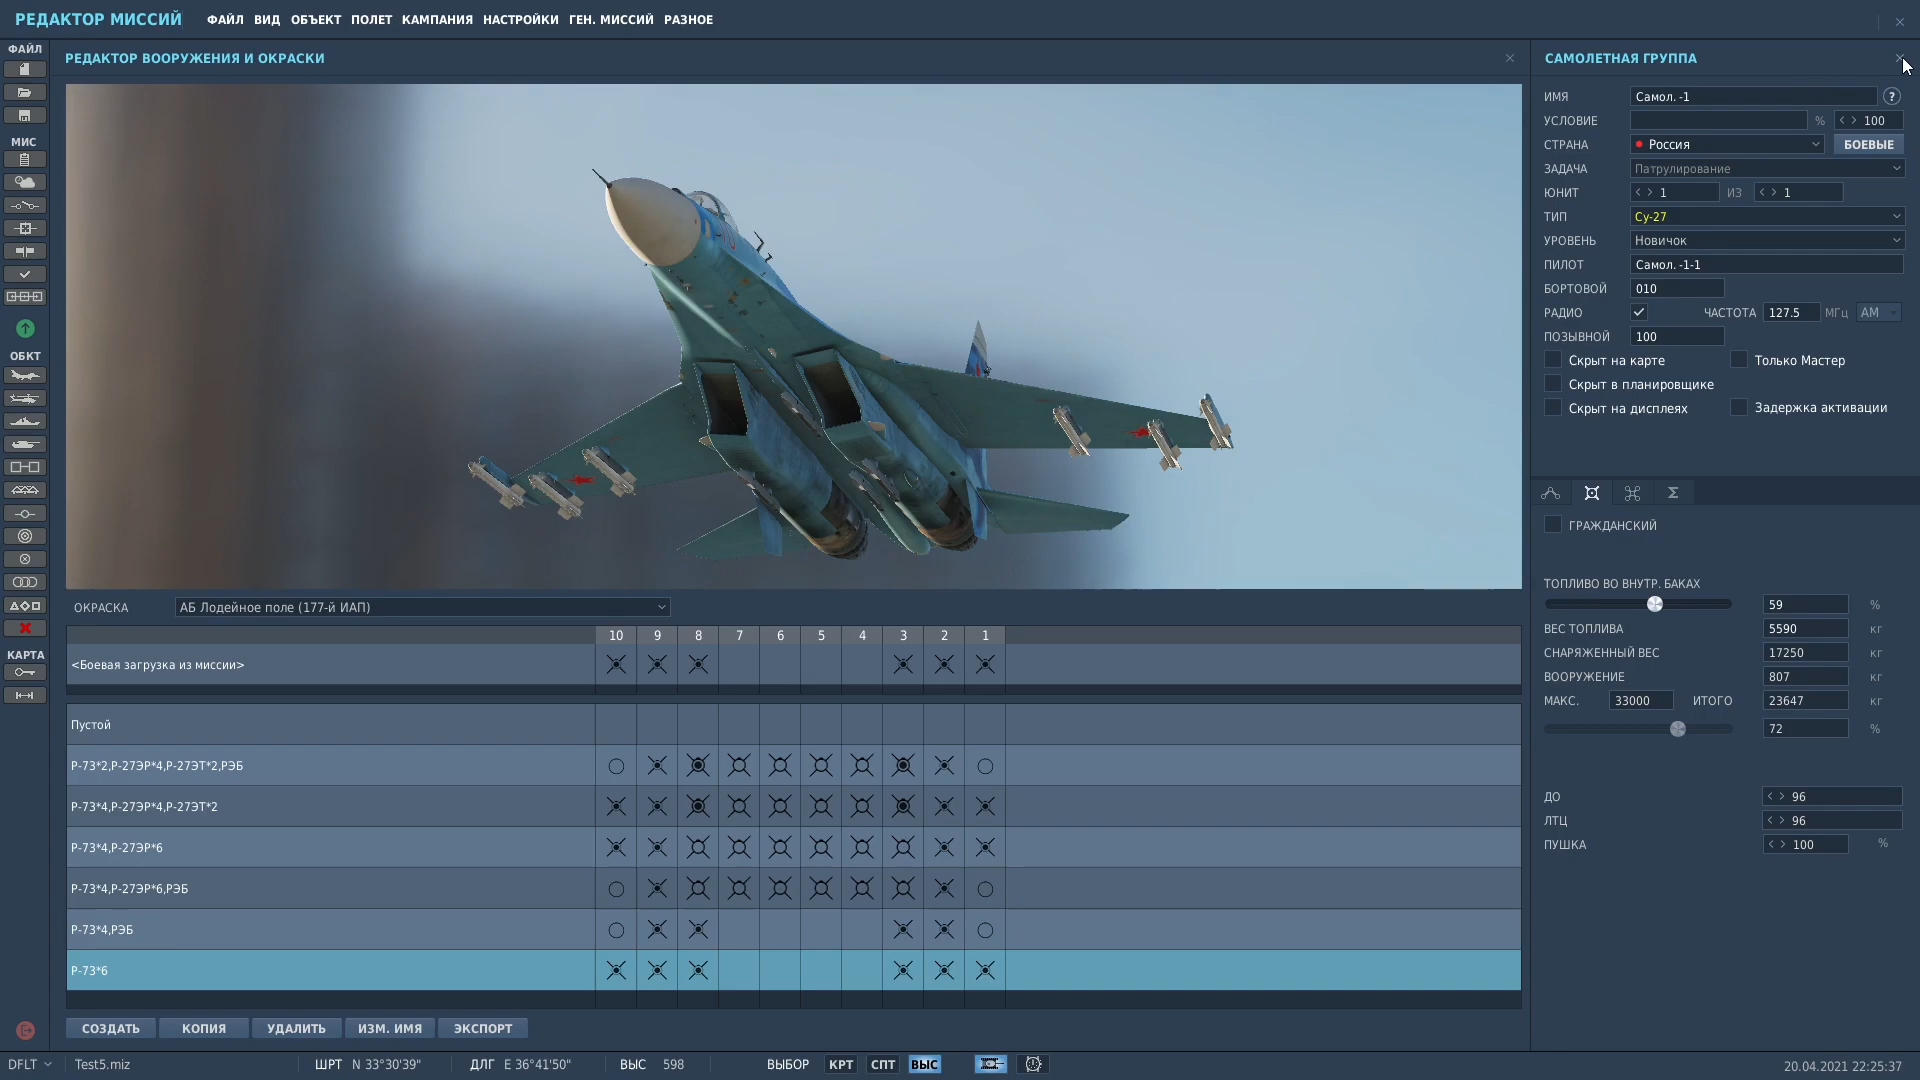 РЕДАКТОР МИССИЙ ФАЙЛ ВИД ОБЪЕКТ ПОЛЕТ КАМПАНИЯ НАСТРОЙКИ ГЕН. МИССИЙ РАЗНОЕ
ФАЙЛ
МИС
ОБКТ
КАРТА
РЕДАКТОР ВООРУЖЕНИЯ И ОКРАСКИ
ОКРАСКА АБ Лодейное поле (177-й ИАП)
10 9 8 7 6 5 4 3 2 1
<Боевая загрузка из миссии>
Пустой
Р-73*2,Р-27ЭР*4,Р-27ЭТ*2,РЭБ
Р-73*4,Р-27ЭР*4,Р-27ЭТ*2
Р-73*4,Р-27ЭР*6
Р-73*4,Р-27ЭР*6,РЭБ
Р-73*4,РЭБ
Р-73*6
СОЗДАТЬ КОПИЯ УДАЛИТЬ ИЗМ. ИМЯ ЭКСПОРТ
САМОЛЕТНАЯ ГРУППА
ИМЯ Самол. -1 ?
УСЛОВИЕ % < > 100
СТРАНА Россия БОЕВЫЕ
ЗАДАЧА Патрулирование
ЮНИТ < > 1 ИЗ < > 1
ТИП Су-27
УРОВЕНЬ Новичок
ПИЛОТ Самол. -1-1
БОРТОВОЙ 010
РАДИО ЧАСТОТА 127.5 МГц AM
ПОЗЫВНОЙ 100
Скрыт на карте Только Мастер
Скрыт в планировщике
Скрыт на дисплеях Задержка активации
Σ
ГРАЖДАНСКИЙ
ТОПЛИВО ВО ВНУТР. БАКАХ
59 %
ВЕС ТОПЛИВА 5590 кг
СНАРЯЖЕННЫЙ ВЕС 17250 кг
ВООРУЖЕНИЕ 807 кг
МАКС. 33000 ИТОГО 23647 кг
72 %
ДО < > 96
ЛТЦ < > 96
ПУШКА < > 100 %
DFLT Test5.miz ШРТ N 33°30'39" ДЛГ E 36°41'50" ВЫС 598 ВЫБОР КРТ СПТ ВЫС 20.04.2021 22:25:37